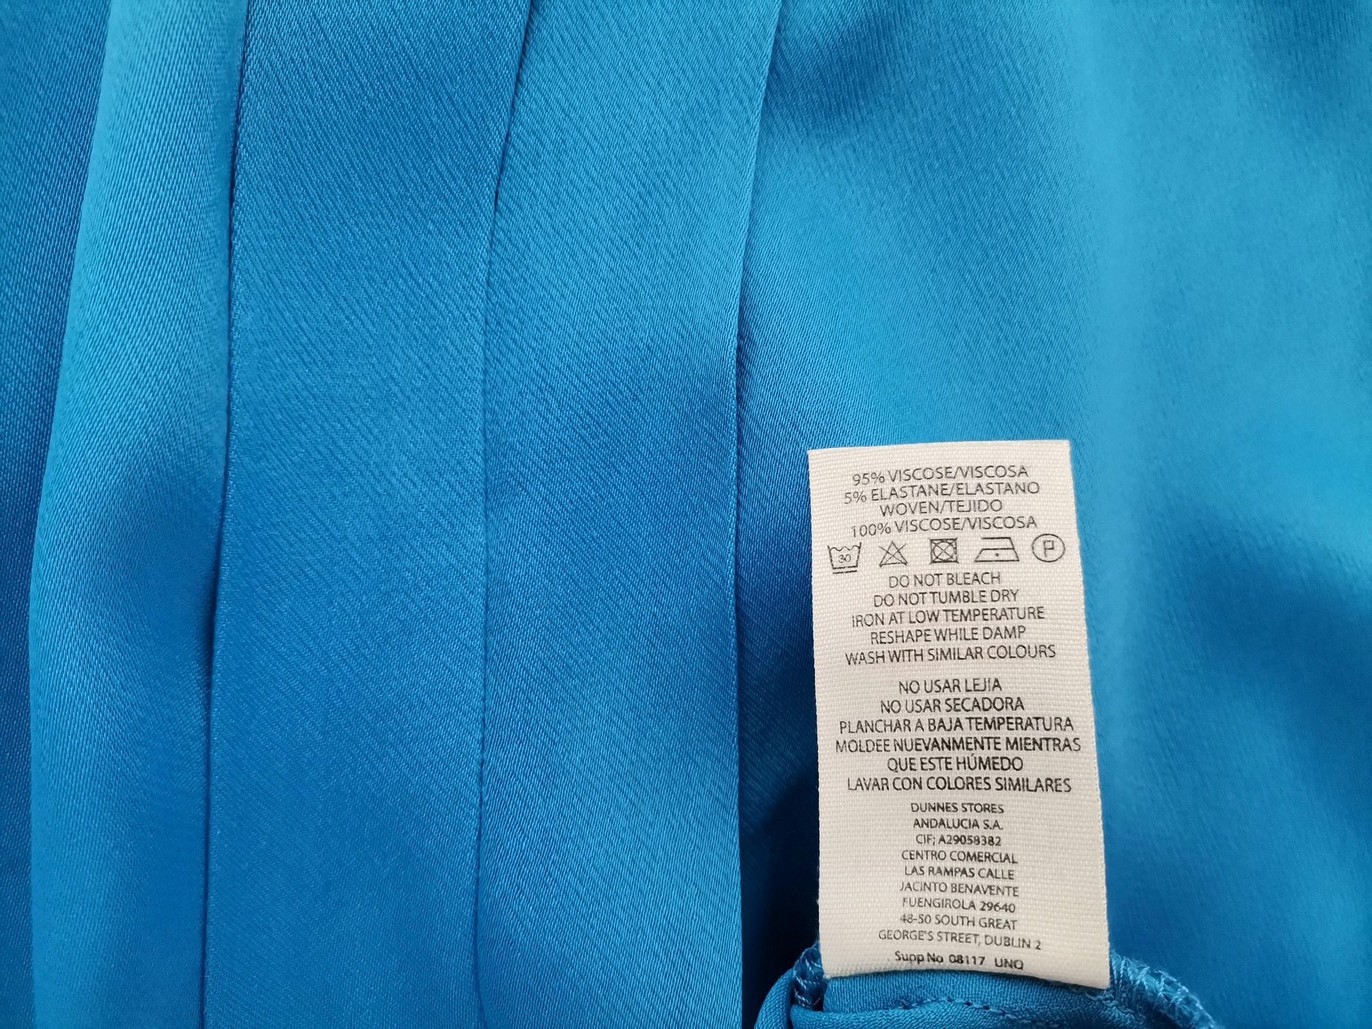 95% VISCOSE/VISCOSA
5% ELASTANE/ELASTANO
WOVEN/TEJIDO
100% VISCOSE/VISCOSA
30 P
DO NOT BLEACH
DO NOT TUMBLE DRY
IRON AT LOW TEMPERATURE
RESHAPE WHILE DAMP
WASH WITH SIMILAR COLOURS
NO USAR LEJIA
NO USAR SECADORA
PLANCHAR A BAJA TEMPERATURA
MOLDEE NUEVANMENTE MIENTRAS
QUE ESTE HÚMEDO
LAVAR CON COLORES SIMILARES
DUNNES STORES
ANDALUCIA S.A.
CIF; A29058382
CENTRO COMERCIAL
LAS RAMPAS CALLE
JACINTO BENAVENTE
FUENGIROLA 29640
48-50 SOUTH GREAT
GEORGE'S STREET, DUBLIN 2
Supp No 08117 UNQ